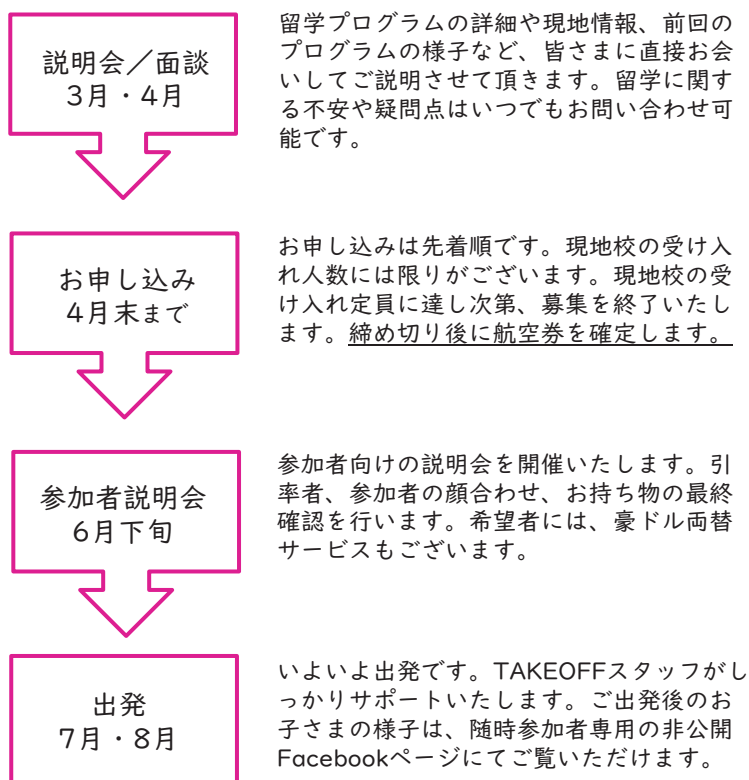 説明会／面談
3月・4月
留学プログラムの詳細や現地情報、前回の
プログラムの様子など、皆さまに直接お会
いしてご説明させて頂きます。留学に関す
る不安や疑問点はいつでもお問い合わせ可
能です。
お申し込み
4月末まで
お申し込みは先着順です。現地校の受け入
れ人数には限りがございます。現地校の受
け入れ定員に達し次第、募集を終了いたし
ます。締め切り後に航空券を確定します。
参加者説明会
6月下旬
参加者向けの説明会を開催いたします。引
率者、参加者の顔合わせ、お持ち物の最終
確認を行います。希望者には、豪ドル両替
サービスもございます。
出発
7月・8月
いよいよ出発です。TAKEOFFスタッフがし
っかりサポートいたします。ご出発後のお
子さまの様子は、随時参加者専用の非公開
Facebookページにてご覧いただけます。